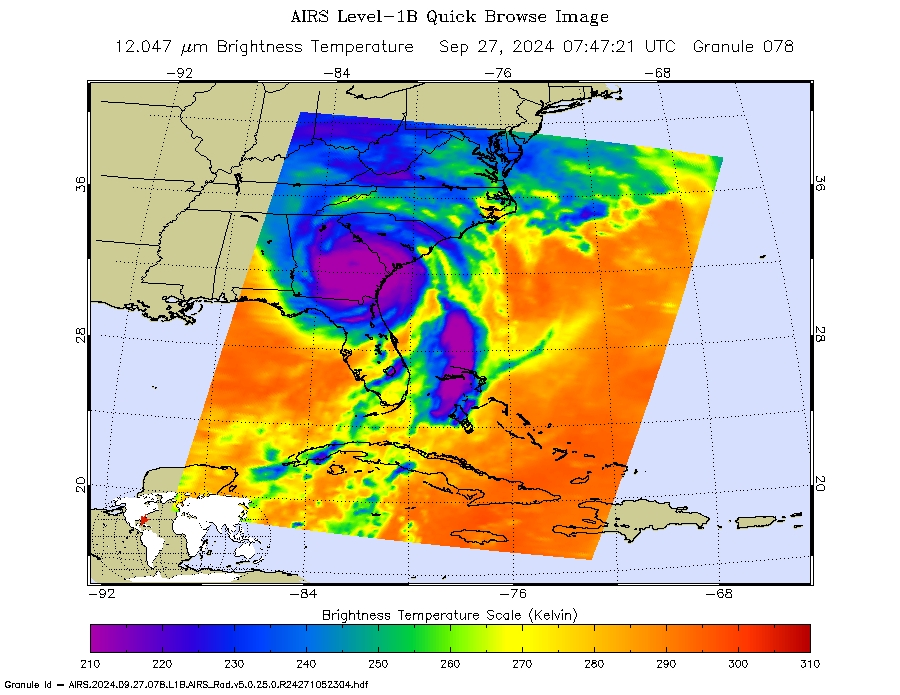 AIRS Level-1B Quick Browse Image
12.047 μm Brightness Temperature Sep 27, 2024 07:47:21 UTC Granule 078
-92 -84 -76 -68
36 36
28 28
20 20
-92 -84 -76 -68
Brightness Temperature Scale (Kelvin)
210 220 230 240 250 260 270 280 290 300 310
Granule Id - AIRS.2024.09.27.078.L1B.AIRS_Rad.v5.0.25.0.R24271052304.hdf